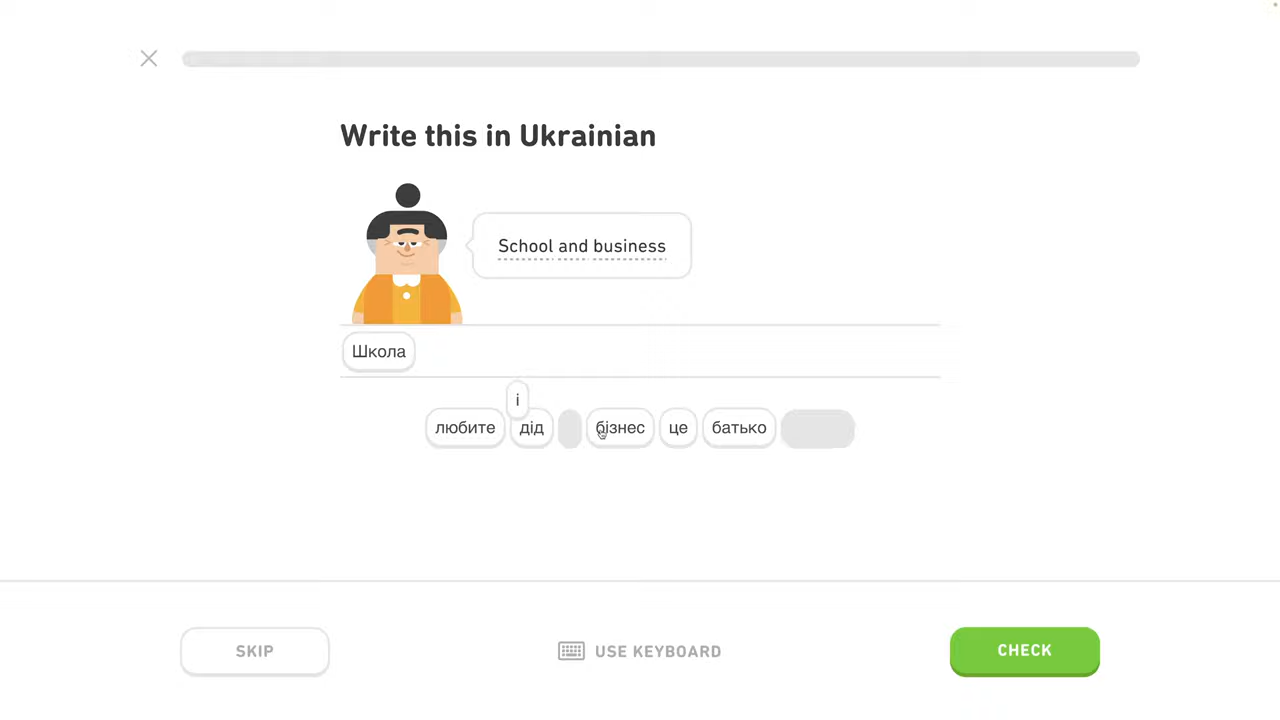 Write this in Ukrainian
School and business
Школа
і
любите дід бізнес це батько
SKIP USE KEYBOARD CHECK